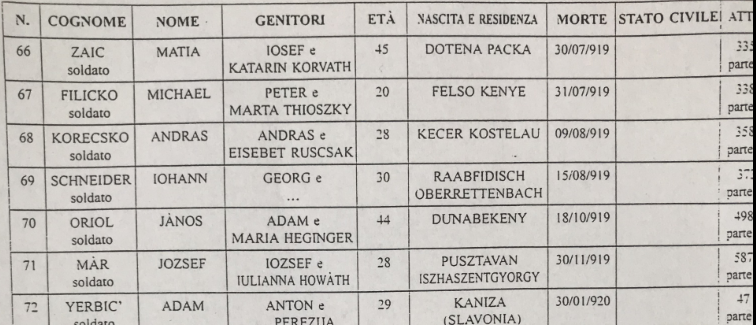 N. COGNOME NOME GENITORI ETÀ NASCITA E RESIDENZA MORTE STATO CIVILE ATT
66 ZAIC MATIA IOSEF e 45 DOTENA PACKA 30/07/919 335
soldato KATARIN KORVATH parte
67 FILICKO MICHAEL PETER e 20 FELSO KENYE 31/07/919 338
soldato MARTA THIOSZKY parte
68 KORECSKO ANDRAS ANDRAS e 28 KECER KOSTELAU 09/08/919 358
soldato EISEBET RUSCSAK parte
69 SCHNEIDER IOHANN GEORG e 30 RAABFIDISCH 15/08/919
soldato ... OBERRETTENBACH parte
70 ORIOL JÀNOS ADAM e 44 DUNABEKENY 18/10/919 498
soldato MARIA HEGINGER parte
71 MÀR JOZSEF IOZSEF e 28 PUSZTAVAN 30/11/919 587
soldato IULIANNA HOWÀTH ISZHASZENTGYORGY parte
72 YERBIC' ADAM ANTON e 29 KANIZA 30/01/920 47
soldato PEREZIJA (SLAVONIA) parte